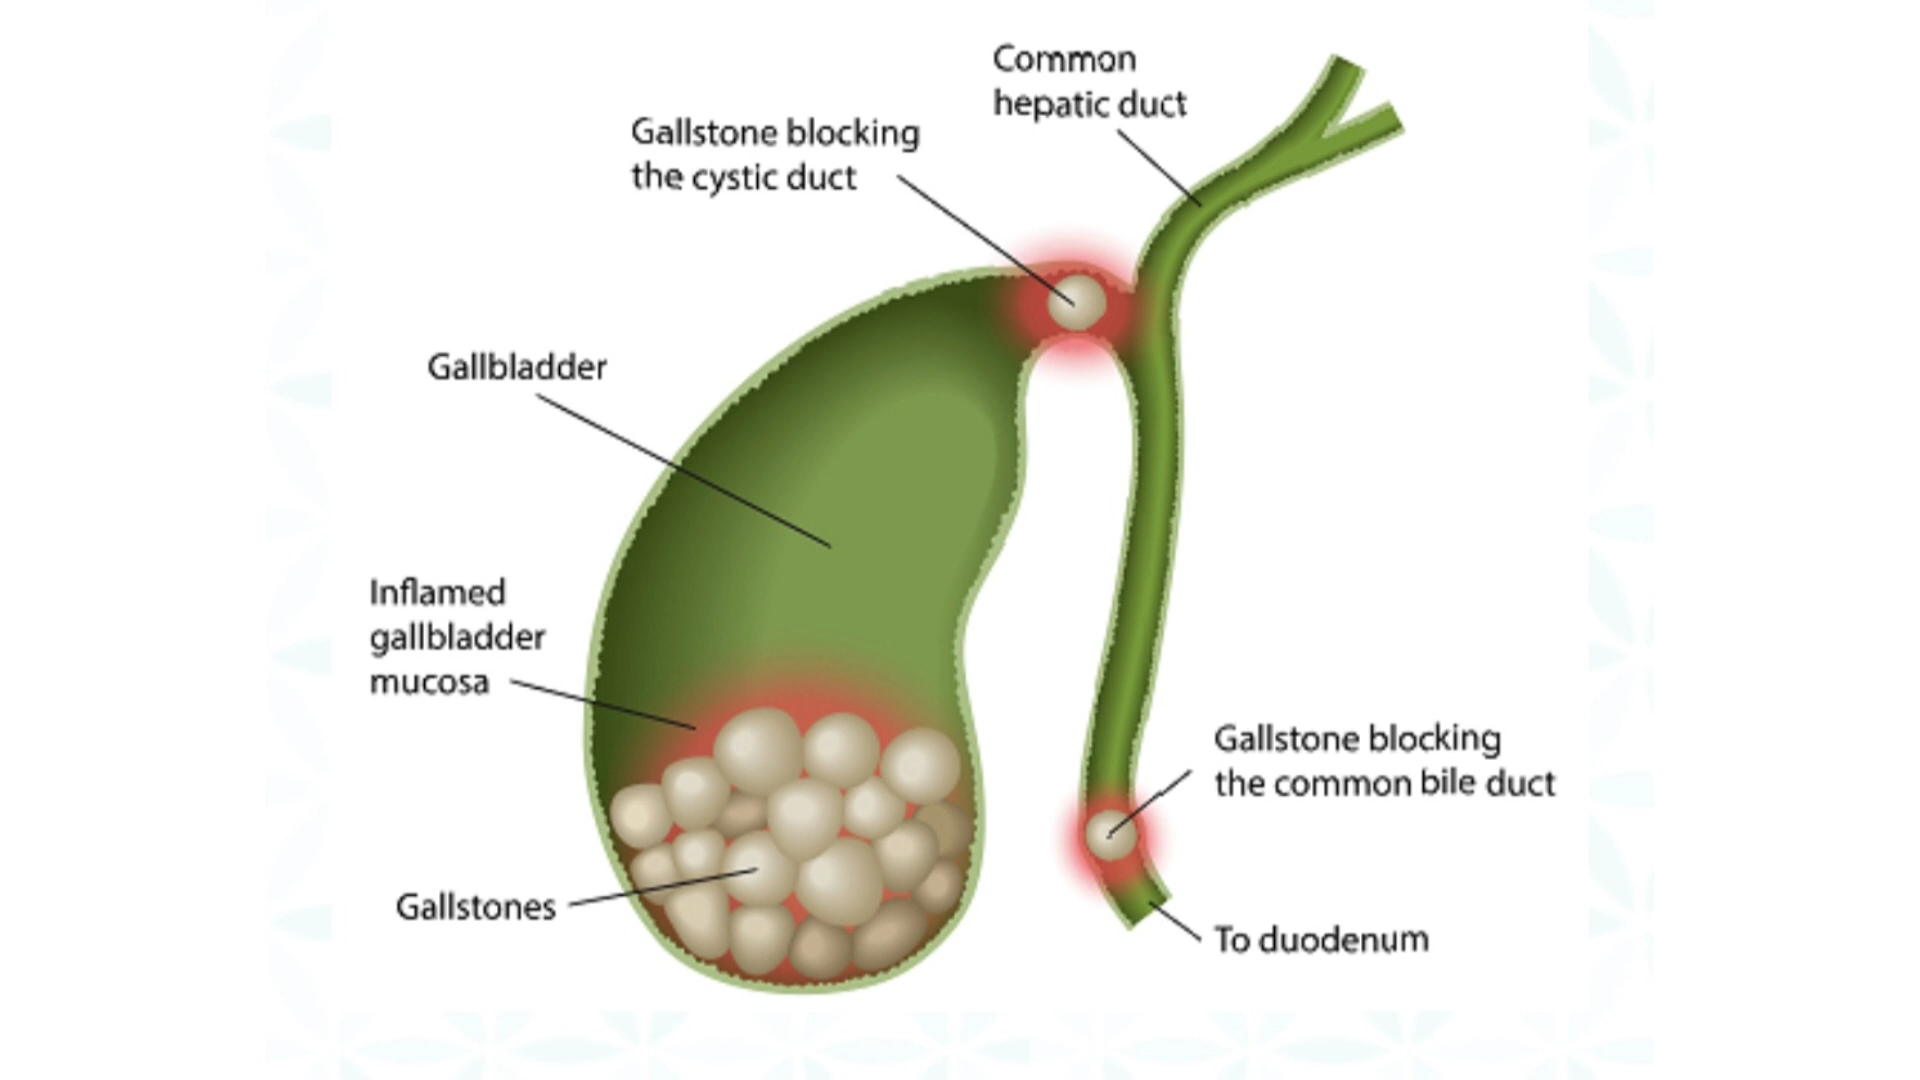 Common
hepatic duct
Gallstone blocking
the cystic duct
Gallbladder
Inflamed
gallbladder
mucosa
Gallstone blocking
the common bile duct
Gallstones
To duodenum